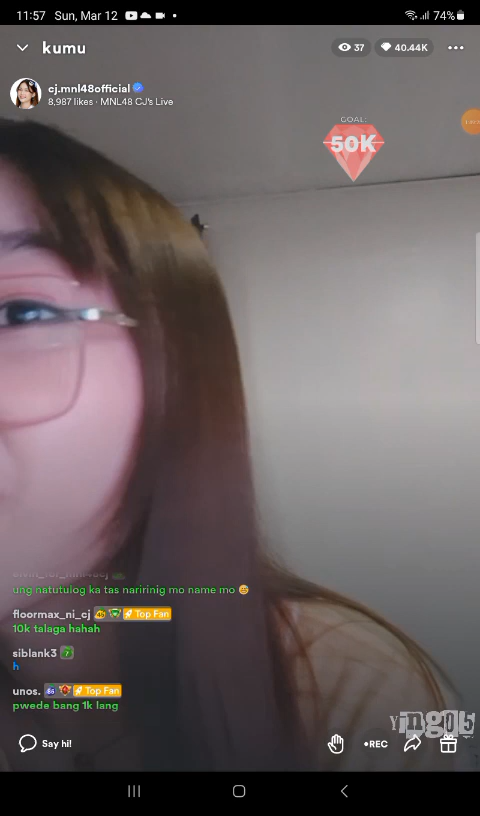 11:57 Sun, Mar 12 74%
kumu 37 40.44K
cj.mnl48official
8,987 likes · MNL48 CJ's Live
GOAL:
50K
ung natutulog ka tas naririnig mo name mo
floormax_ni_cj Top Fan
10k talaga hahah
siblank3 7
h
unos. Top Fan
pwede bang 1k lang
Say hi!
•REC
Yingo15